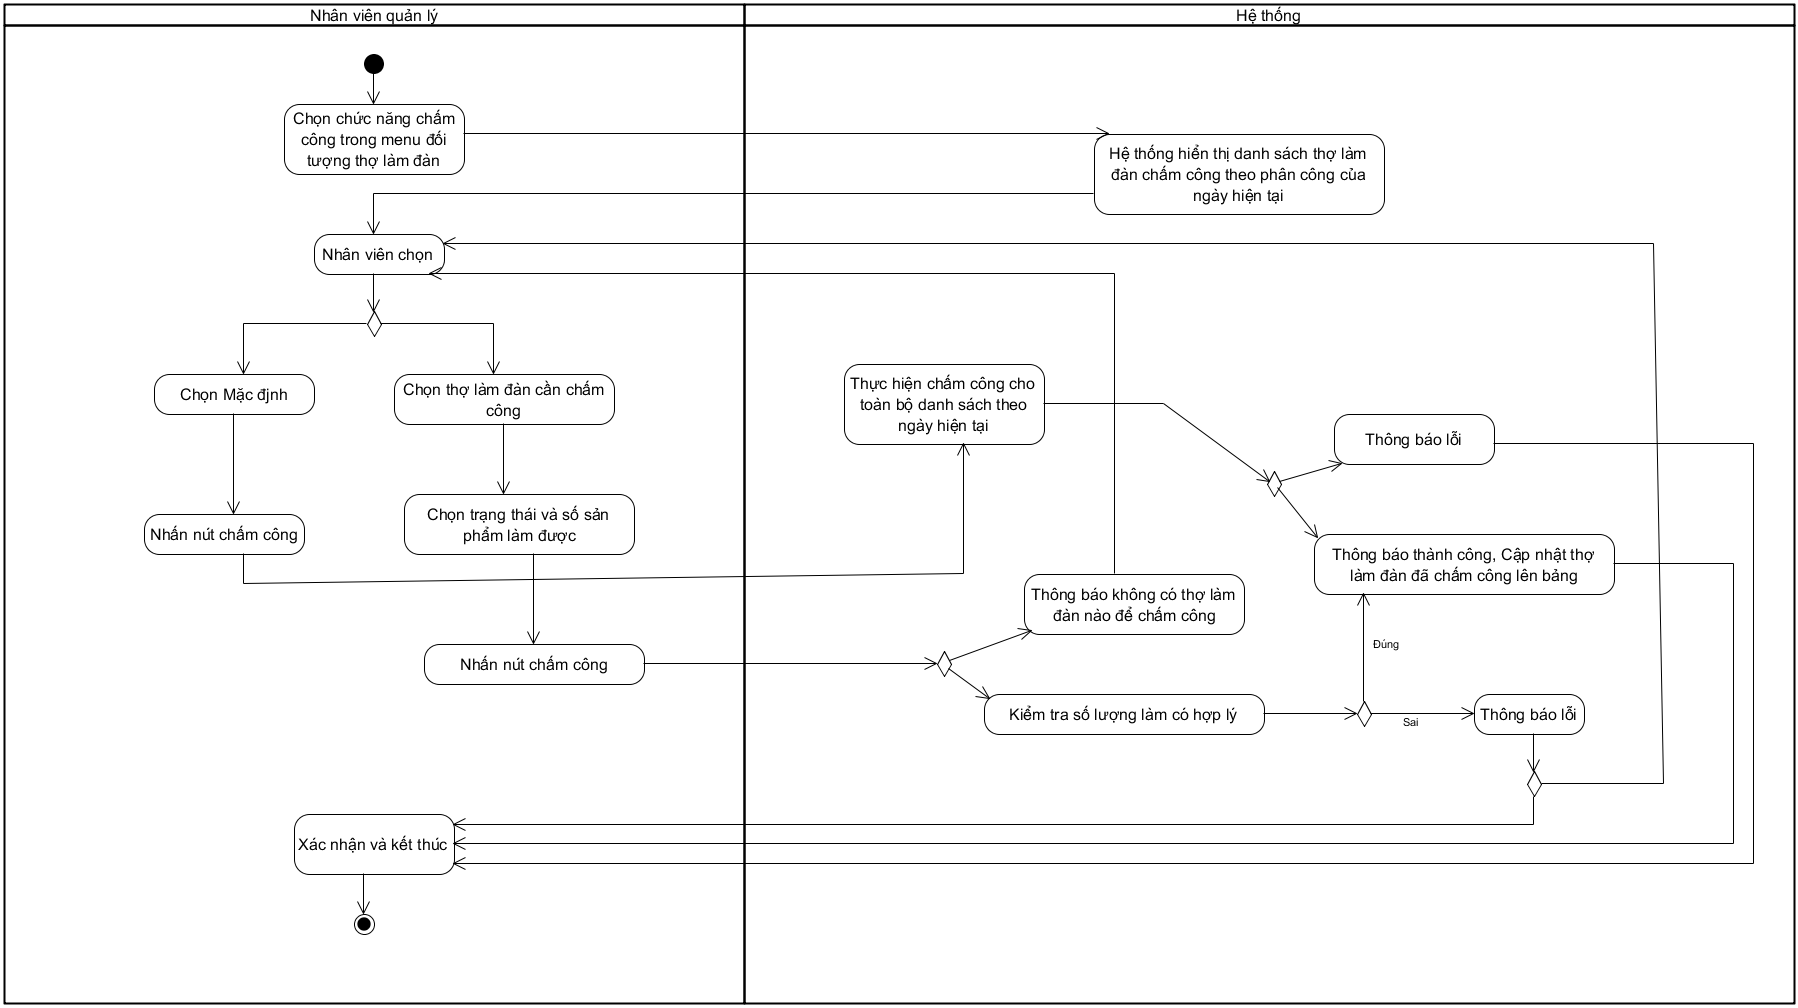 Nhân viên quản lý
Hệ thống
Chọn chức năng chấm
công trong menu đối
tượng thợ làm đàn
Hệ thống hiển thị danh sách thợ làm
đàn chấm công theo phân công của
ngày hiện tại
Nhân viên chọn
Chọn Mặc định
Chọn thợ làm đàn cần chấm
công
Thực hiện chấm công cho
toàn bộ danh sách theo
ngày hiện tại
Thông báo lỗi
Nhấn nút chấm công
Chọn trạng thái và số sản
phẩm làm được
Thông báo thành công, Cập nhật thợ
làm đàn đã chấm công lên bảng
Thông báo không có thợ làm
đàn nào để chấm công
Đúng
Nhấn nút chấm công
Kiểm tra số lượng làm có hợp lý
Sai
Thông báo lỗi
Xác nhận và kết thúc